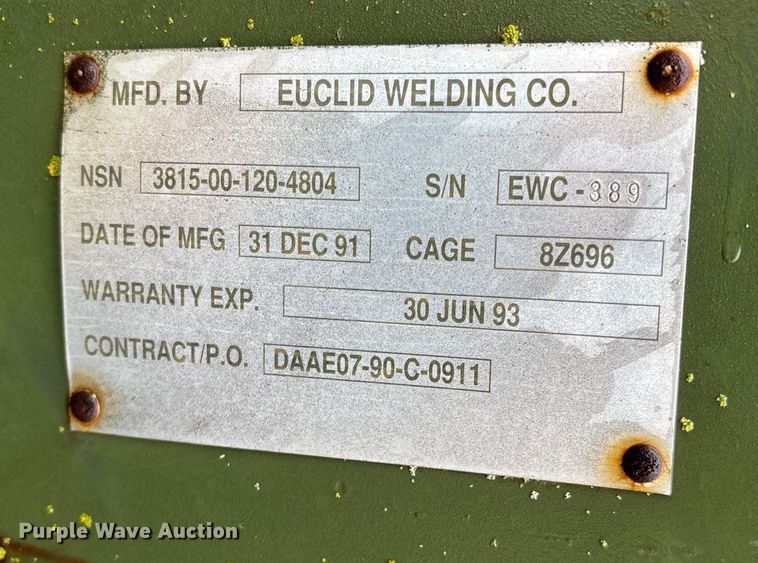 MFD. BY EUCLID WELDING CO.
NSN 3815-00-120-4804 S/N EWC-389
DATE OF MFG 31 DEC 91 CAGE 8Z696
WARRANTY EXP. 30 JUN 93
CONTRACT/P.O. DAAE07-90-C-0911
Purple Wave Auction